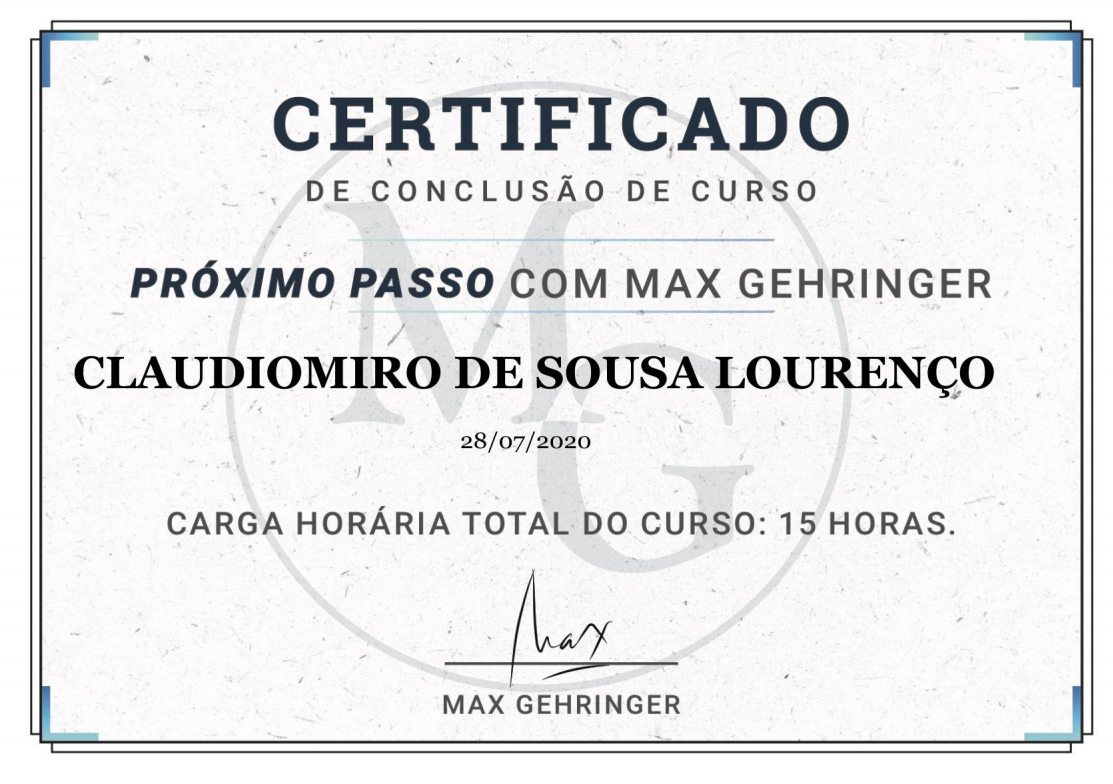 CERTIFICADO
DE CONCLUSÃO DE CURSO
PRÓXIMO PASSO COM MAX GEHRINGER
CLAUDIOMIRO DE SOUSA LOURENÇO
28/07/2020
CARGA HORÁRIA TOTAL DO CURSO: 15 HORAS.
Max
MAX GEHRINGER
MG